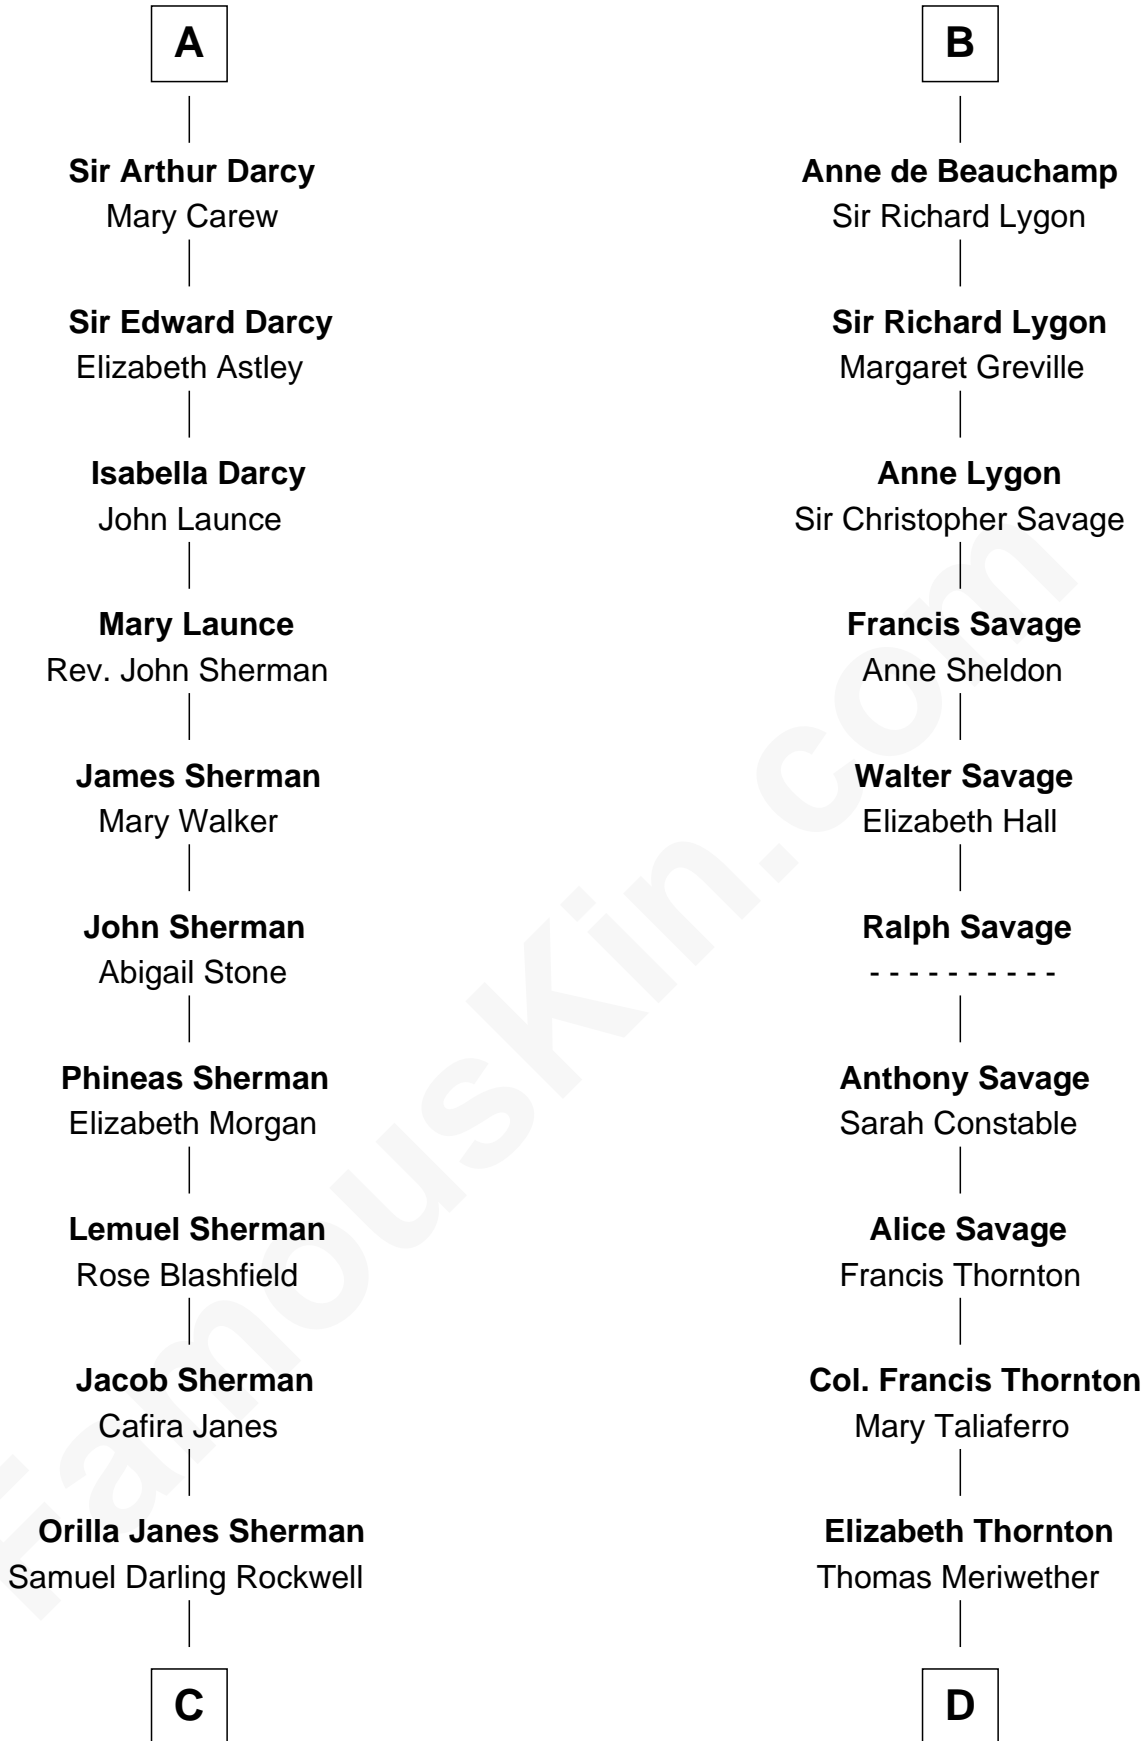 A
Sir Arthur Darcy
Mary Carew
Sir Edward Darcy
Elizabeth Astley
Isabella Darcy
John Launce
Mary Launce
Rev. John Sherman
James Sherman
Mary Walker
John Sherman
Abigail Stone
Phineas Sherman
Elizabeth Morgan
Lemuel Sherman
Rose Blashfield
Jacob Sherman
Cafira Janes
Orilla Janes Sherman
Samuel Darling Rockwell
C
B
Anne de Beauchamp
Sir Richard Lygon
Sir Richard Lygon
Margaret Greville
Anne Lygon
Sir Christopher Savage
Francis Savage
Anne Sheldon
Walter Savage
Elizabeth Hall
Ralph Savage
- - - - - - - - - -
Anthony Savage
Sarah Constable
Alice Savage
Francis Thornton
Col. Francis Thornton
Mary Taliaferro
Elizabeth Thornton
Thomas Meriwether
D
FamousKin.com